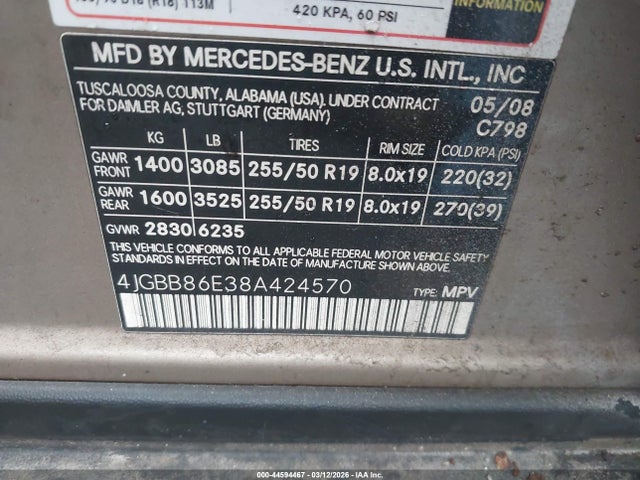 113M
420 KPA, 60 PSI
INFORMATION
MFD BY MERCEDES-BENZ U.S. INTL., INC
TUSCALOOSA COUNTY, ALABAMA (USA). UNDER CONTRACT 05/08
FOR DAIMLER AG, STUTTGART (GERMANY) C798
KG LB TIRES RIM SIZE COLD KPA (PSI)
GAWR FRONT 1400 3085 255/50 R19 8.0x19 220(32)
GAWR REAR 1600 3525 255/50 R19 8.0x19 270(39)
GVWR 2830 6235
THIS VEHICLE CONFORMS TO ALL APPLICABLE FEDERAL MOTOR VEHICLE SAFETY
STANDARDS IN EFFECT ON THE DATE OF MANUFACTURE SHOWN ABOVE.
4JGBB86E38A424570 TYPE: MPV
000-44594467 - 03/12/2026 - IAA Corp.